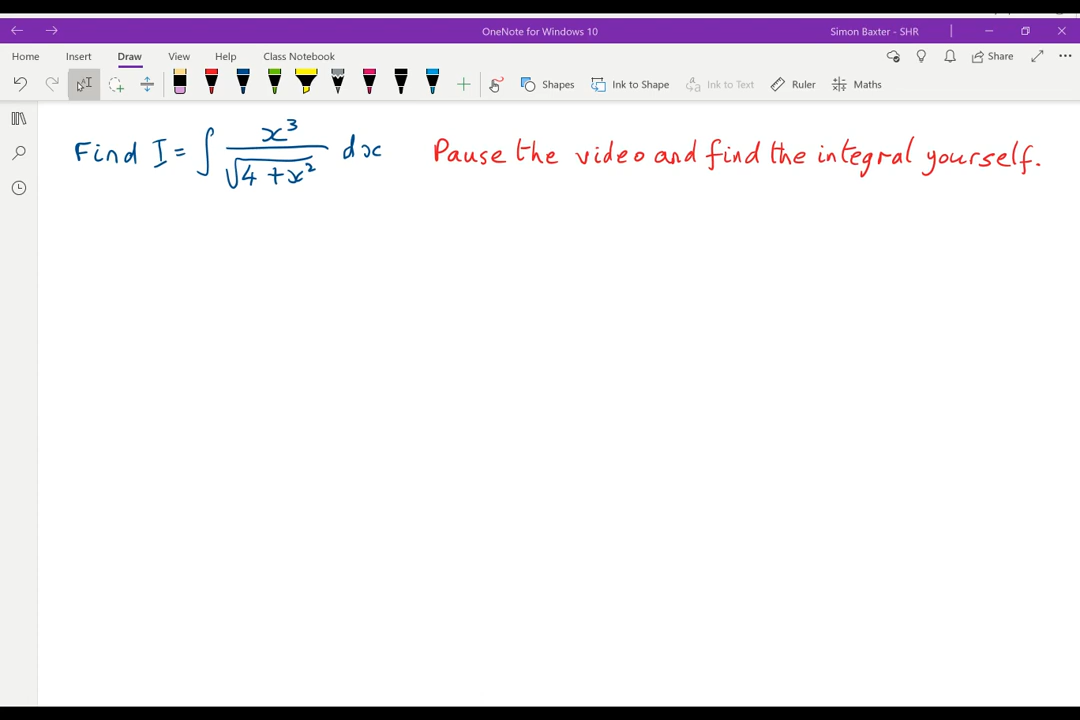 OneNote for Windows 10
Simon Baxter - SHR
Home Insert Draw View Help Class Notebook
Share
Shapes Ink to Shape Ink to Text Ruler Maths
Find I = ∫ x³/√(4 + x²) dx Pause the video and find the integral yourself.